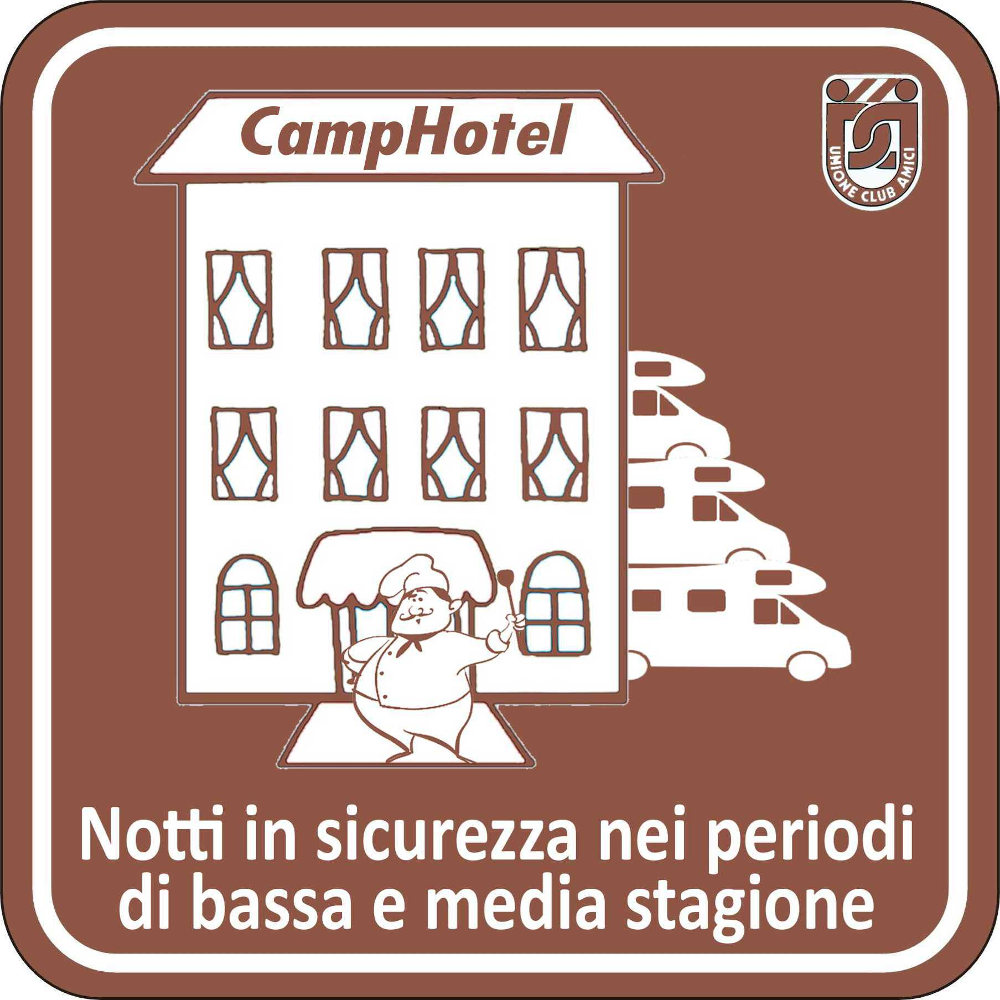 CampHotel
UNIONE CLUB AMICI
Notti in sicurezza nei periodi
di bassa e media stagione